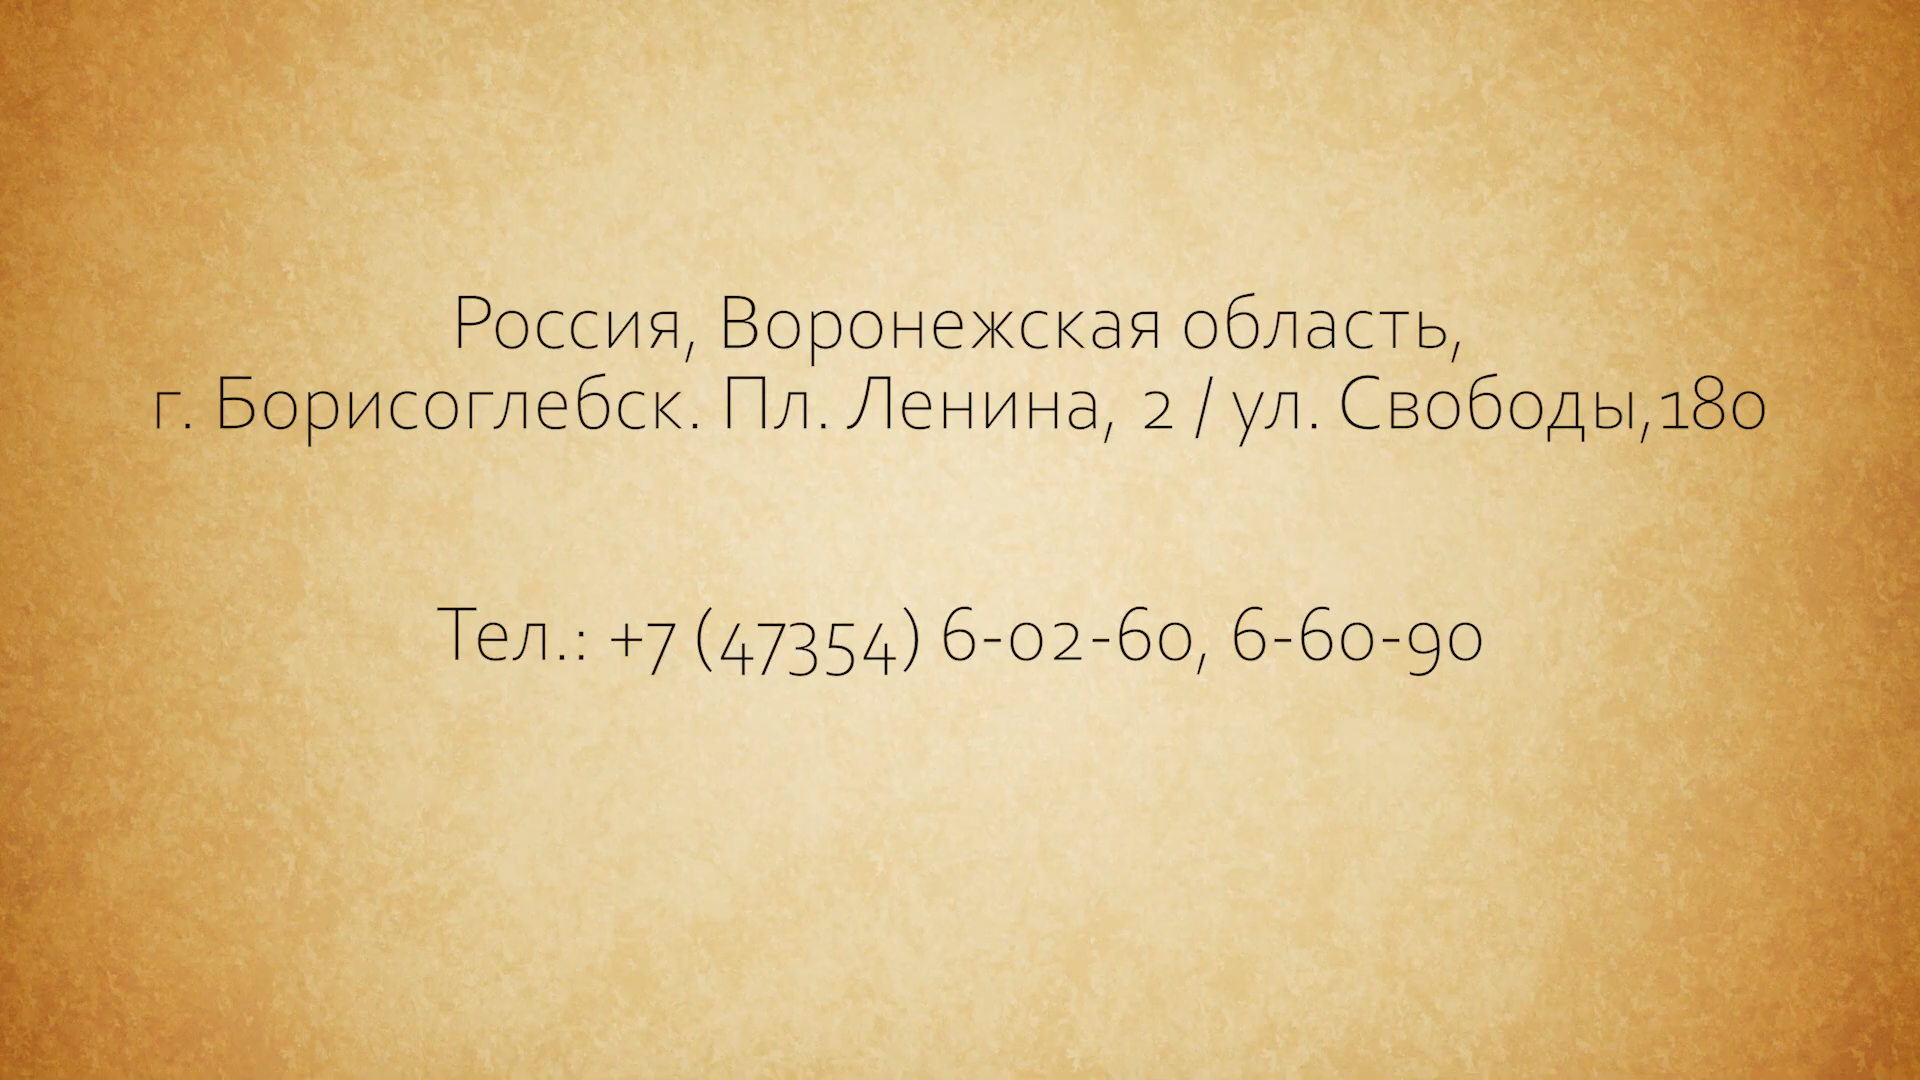 Россия, Воронежская область,
г. Борисоглебск. Пл. Ленина, 2 / ул. Свободы,180
Тел.: +7 (47354) 6-02-60, 6-60-90